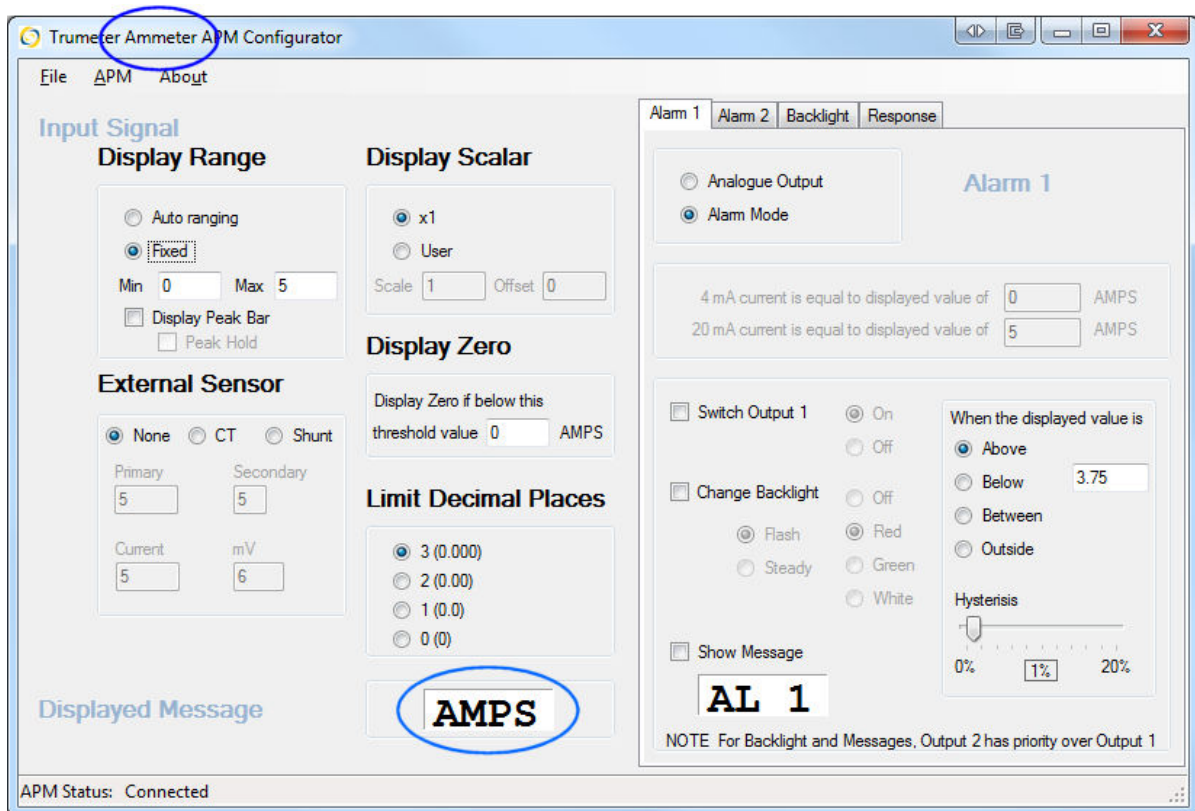 Trumeter Ammeter APM Configurator
File APM About
Input Signal
Display Range
Auto ranging
Fixed
Min 0 Max 5
Display Peak Bar
Peak Hold
External Sensor
None CT Shunt
Primary Secondary
5 5
Current mV
5 6
Display Scalar
x1
User
Scale 1 Offset 0
Display Zero
Display Zero if below this
threshold value 0 AMPS
Limit Decimal Places
3 (0.000)
2 (0.00)
1 (0.0)
0 (0)
Displayed Message
AMPS
Alarm 1 Alarm 2 Backlight Response
Analogue Output
Alarm Mode
Alarm 1
4 mA current is equal to displayed value of 0 AMPS
20 mA current is equal to displayed value of 5 AMPS
Switch Output 1
On
Off
Change Backlight
Flash
Steady
Off
Red
Green
White
Show Message
AL 1
When the displayed value is
Above
Below
Between
Outside
3.75
Hysterisis
0% 1% 20%
NOTE For Backlight and Messages, Output 2 has priority over Output 1
APM Status: Connected